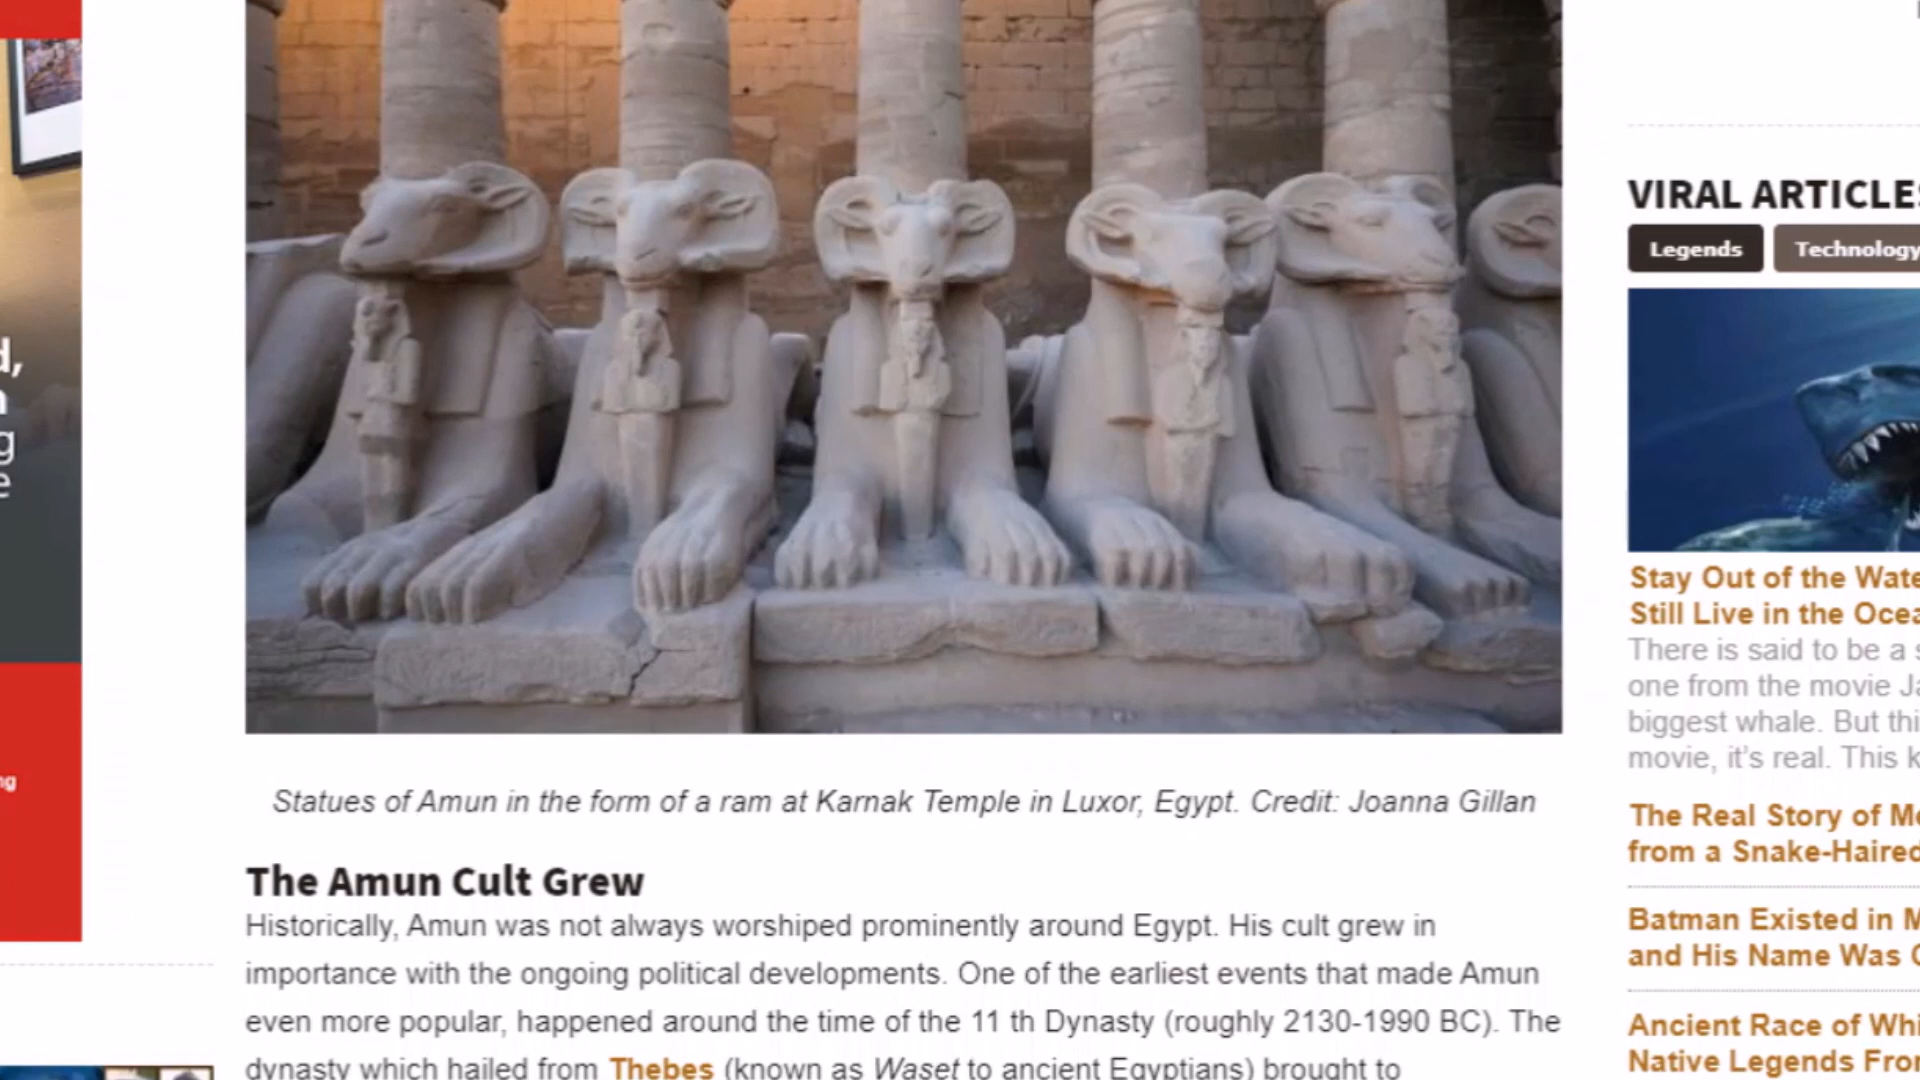 d,
g
e
ng
Statues of Amun in the form of a ram at Karnak Temple in Luxor, Egypt. Credit: Joanna Gillan
The Amun Cult Grew
Historically, Amun was not always worshiped prominently around Egypt. His cult grew in
importance with the ongoing political developments. One of the earliest events that made Amun
even more popular, happened around the time of the 11 th Dynasty (roughly 2130-1990 BC). The
dynasty which hailed from Thebes (known as Waset to ancient Egyptians) brought to
VIRAL ARTICLES
Legends
Technology
Stay Out of the Wate
Still Live in the Ocea
There is said to be a s
one from the movie Ja
biggest whale. But thi
movie, it's real. This k
The Real Story of Me
from a Snake-Haired
Batman Existed in M
and His Name Was C
Ancient Race of Whi
Native Legends Fro